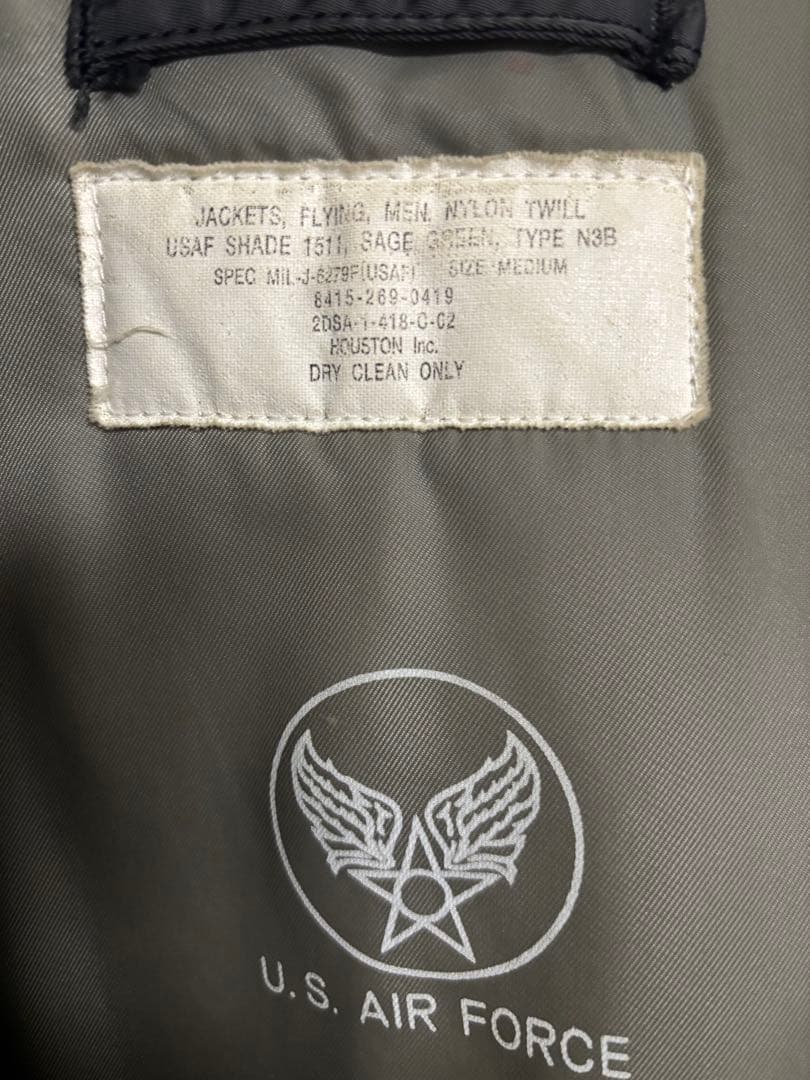 JACKETS, FLYING, MEN, NYLON TWILL
USAF SHADE 1511, SAGE GREEN, TYPE N3B
SPEC MIL-J-6279F(USAF) SIZE MEDIUM
8415-269-0419
2DSA-1-418-C-62
HOUSTON Inc.
DRY CLEAN ONLY
U.S. AIR FORCE